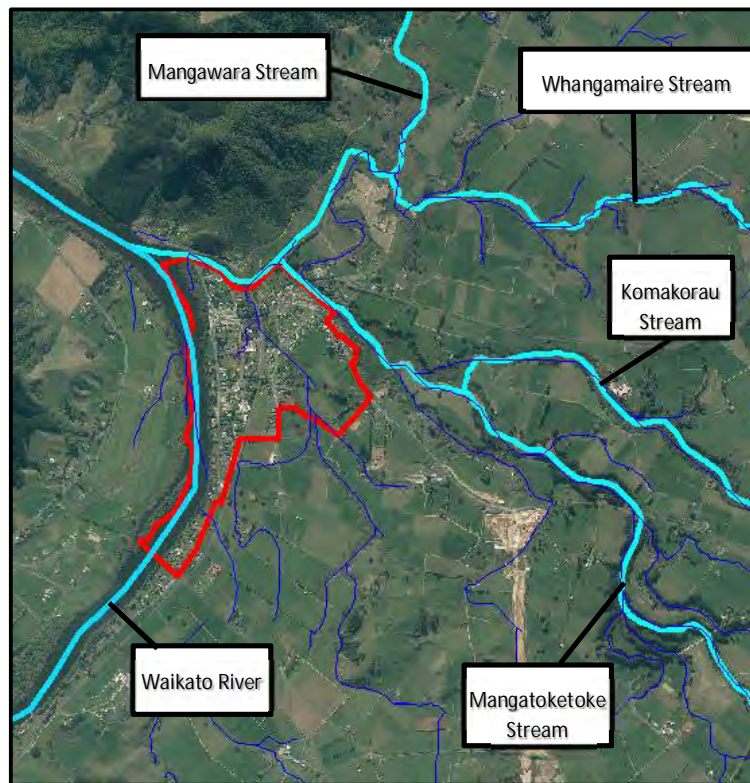 Mangawara Stream
Whangamaire Stream
Komakorau
Stream
Waikato River
Mangatoketoke
Stream